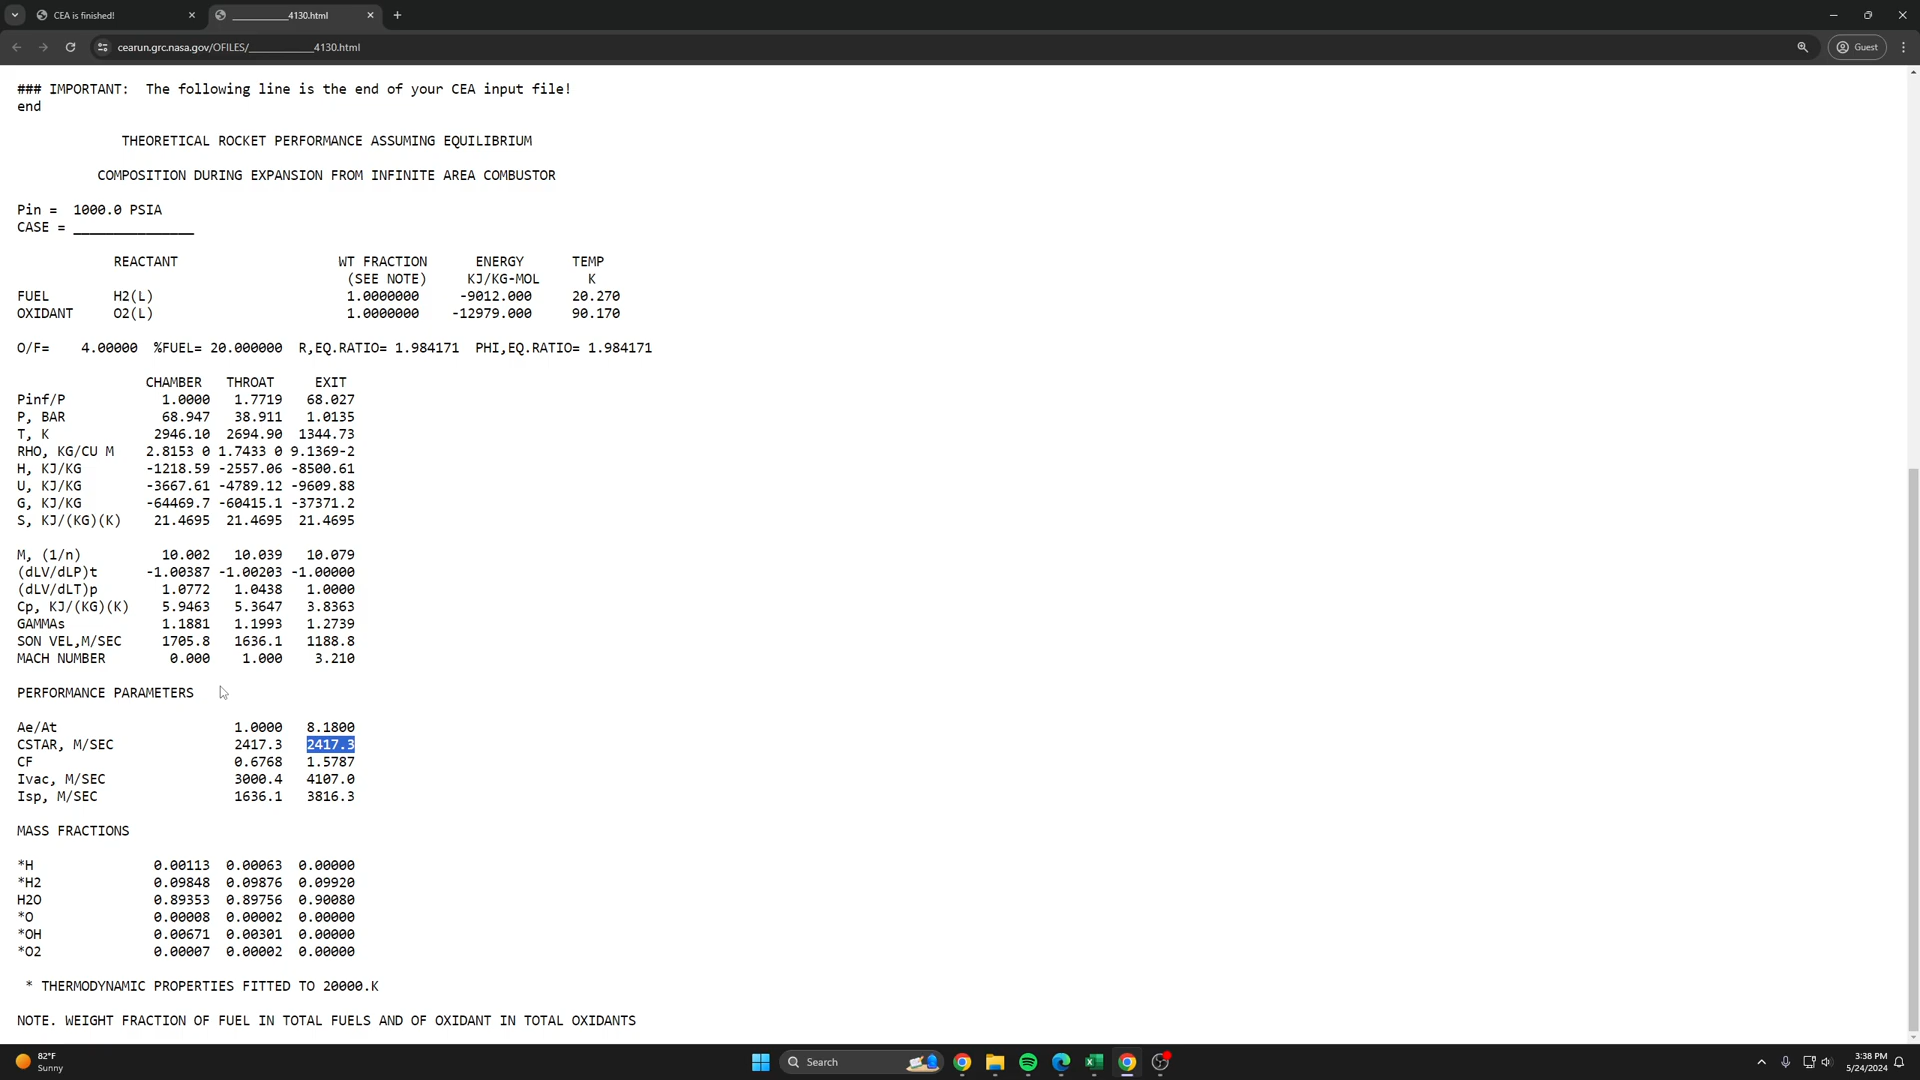 CEA is finished!
____________4130.html
cearun.grc.nasa.gov/OFILES/____________4130.html
Guest
### IMPORTANT:  The following line is the end of your CEA input file!
end
THEORETICAL ROCKET PERFORMANCE ASSUMING EQUILIBRIUM
COMPOSITION DURING EXPANSION FROM INFINITE AREA COMBUSTOR
Pin =  1000.0 PSIA
CASE = _______________
REACTANT WT FRACTION ENERGY TEMP
(SEE NOTE) KJ/KG-MOL K
FUEL H2(L) 1.0000000 -9012.000 20.270
OXIDANT O2(L) 1.0000000 -12979.000 90.170
O/F= 4.00000 %FUEL= 20.000000 R,EQ.RATIO= 1.984171 PHI,EQ.RATIO= 1.984171
CHAMBER THROAT EXIT
Pinf/P 1.0000 1.7719 68.027
P, BAR 68.947 38.911 1.0135
T, K 2946.10 2694.90 1344.73
RHO, KG/CU M 2.8153 0 1.7433 0 9.1369-2
H, KJ/KG -1218.59 -2557.06 -8500.61
U, KJ/KG -3667.61 -4789.12 -9609.88
G, KJ/KG -64469.7 -60415.1 -37371.2
S, KJ/(KG)(K) 21.4695 21.4695 21.4695
M, (1/n) 10.002 10.039 10.079
(dLV/dLP)t -1.00387 -1.00203 -1.00000
(dLV/dLT)p 1.0772 1.0438 1.0000
Cp, KJ/(KG)(K) 5.9463 5.3647 3.8363
GAMMAs 1.1881 1.1993 1.2739
SON VEL,M/SEC 1705.8 1636.1 1188.8
MACH NUMBER 0.000 1.000 3.210
PERFORMANCE PARAMETERS
Ae/At 1.0000 8.1800
CSTAR, M/SEC 2417.3 2417.3
CF 0.6768 1.5787
Ivac, M/SEC 3000.4 4107.0
Isp, M/SEC 1636.1 3816.3
MASS FRACTIONS
*H 0.00113 0.00063 0.00000
*H2 0.09848 0.09876 0.09920
H2O 0.89353 0.89756 0.90080
*O 0.00008 0.00002 0.00000
*OH 0.00671 0.00301 0.00000
*O2 0.00007 0.00002 0.00000
* THERMODYNAMIC PROPERTIES FITTED TO 20000.K
NOTE. WEIGHT FRACTION OF FUEL IN TOTAL FUELS AND OF OXIDANT IN TOTAL OXIDANTS
82°F
Sunny
Search
3:38 PM
5/24/2024